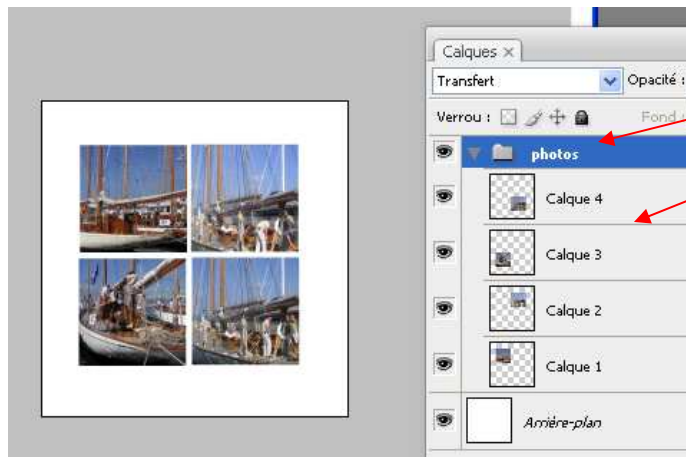 Calques ×
Transfert Opacité :
Verrou : Fond :
photos
Calque 4
Calque 3
Calque 2
Calque 1
Arrière-plan